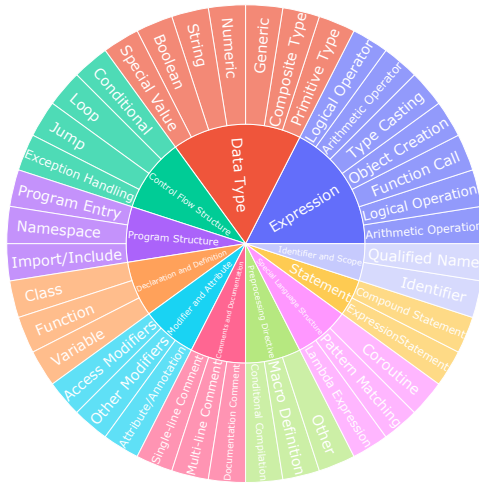 Data Type
Special Value
Boolean
String
Numeric
Generic
Composite Type
Primitive Type
Expression
Logical Operator
Arithmetic Operator
Type Casting
Object Creation
Function Call
Logical Operation
Arithmetic Operation
Identifier and Scope
Qualified Name
Identifier
Statement
Compound Statement
ExpressionStatement
Special Language Structure
Coroutine
Pattern Matching
Lambda Expression
Preprocessing Directive
Other
Macro Definition
Conditional Compilation
Comments and Documentation
Documentation Comment
Multi-line Comment
Single-line Comment
Modifier and Attribute
Attribute/Annotation
Other Modifiers
Access Modifiers
Declaration and Definition
Variable
Function
Class
Program Structure
Import/Include
Namespace
Program Entry
Control Flow Structure
Exception Handling
Jump
Loop
Conditional